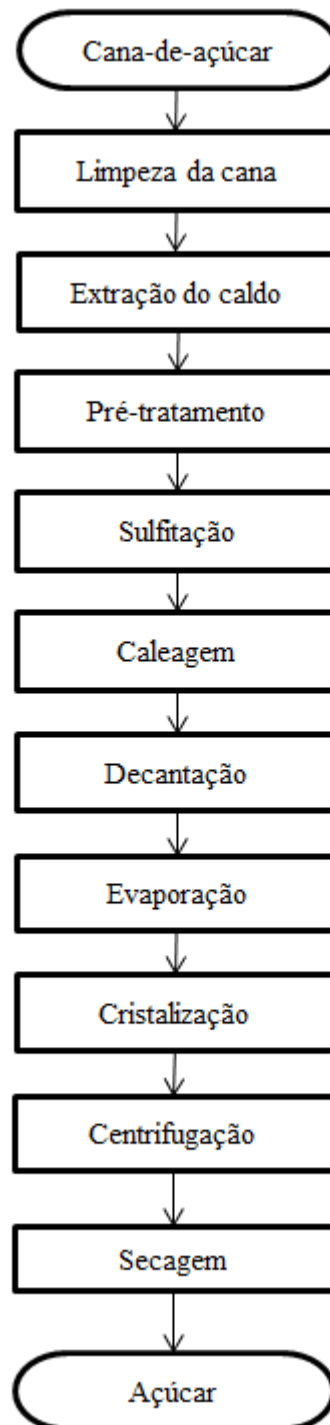 Cana-de-açúcar
Limpeza da cana
Extração do caldo
Pré-tratamento
Sulfitação
Caleagem
Decantação
Evaporação
Cristalização
Centrifugação
Secagem
Açúcar